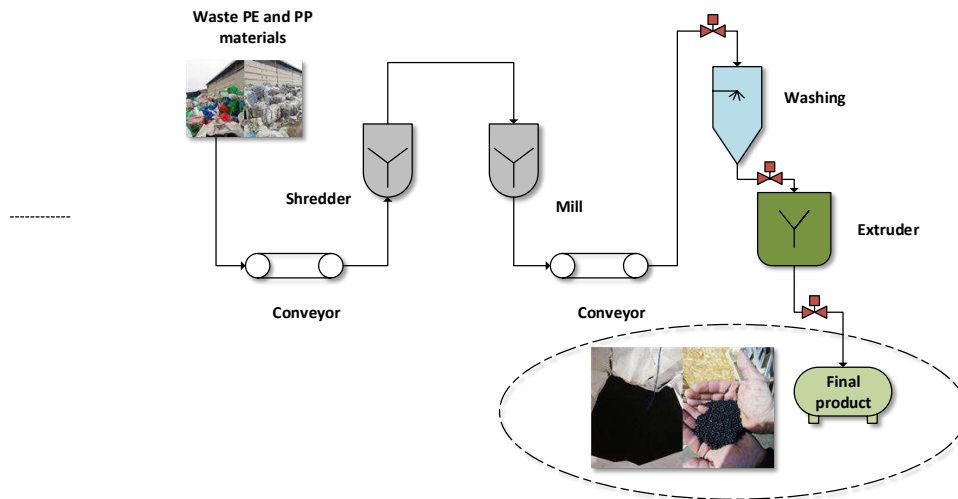 Waste PE and PP
materials
Washing
Shredder
Mill
Extruder
Conveyor
Conveyor
Final
product